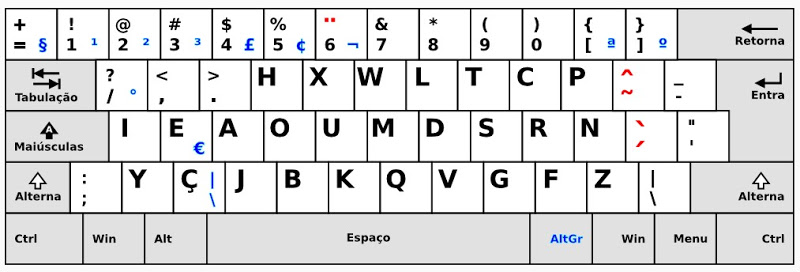 + ! @ # $ % ¨ & * ( ) { }
= § 1 ¹ 2 ² 3 ³ 4 £ 5 ¢ 6 ¬ 7 8 9 0 [ ª ] º Retorna
Tabulação ? < > H X W L T C P ^ _
/ ° , . ~ - Entra
Maiúsculas I E A O U M D S R N ` "
€ ´ '
Alterna : Y Ç | J B K Q V G F Z | Alterna
; \ \
Ctrl Win Alt Espaço AltGr Win Menu Ctrl